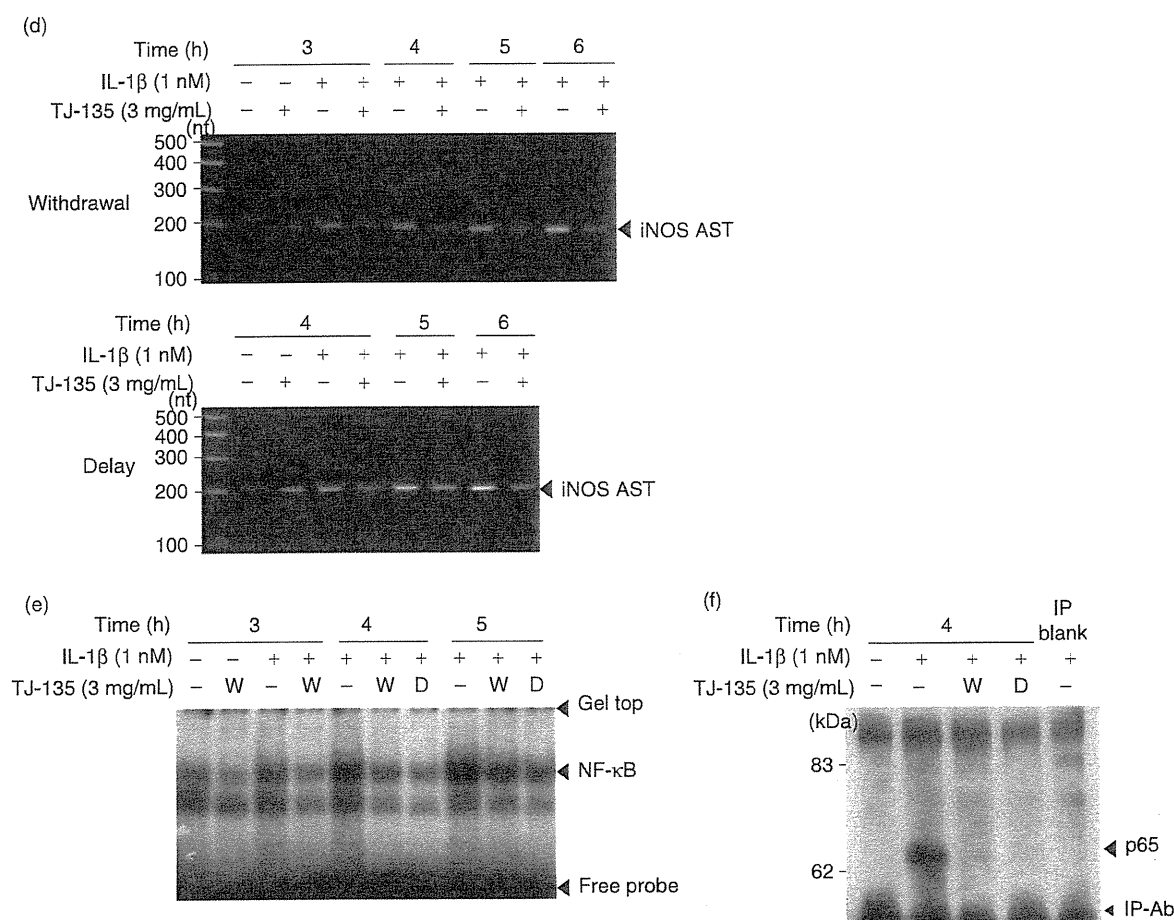 (d)
Time (h) 3 4 5 6
IL-1β (1 nM) – – + + + + + + + +
TJ-135 (3 mg/mL) – + – + – + – + – +
(nt)
500
400
300
Withdrawal
200 iNOS AST
100
Time (h) 4 5 6
IL-1β (1 nM) – – + + + + + +
TJ-135 (3 mg/mL) – + – + – + – +
(nt)
500
400
300
Delay
200 iNOS AST
100
(e)
Time (h) 3 4 5
IL-1β (1 nM) – – + + + + + + + +
TJ-135 (3 mg/mL) – W – W – W D – W D
Gel top
NF-κB
Free probe
(f)
Time (h) 4 IP blank
IL-1β (1 nM) – + + + +
TJ-135 (3 mg/mL) – – W D –
(kDa)
83 -
p65
62 -
IP-Ab